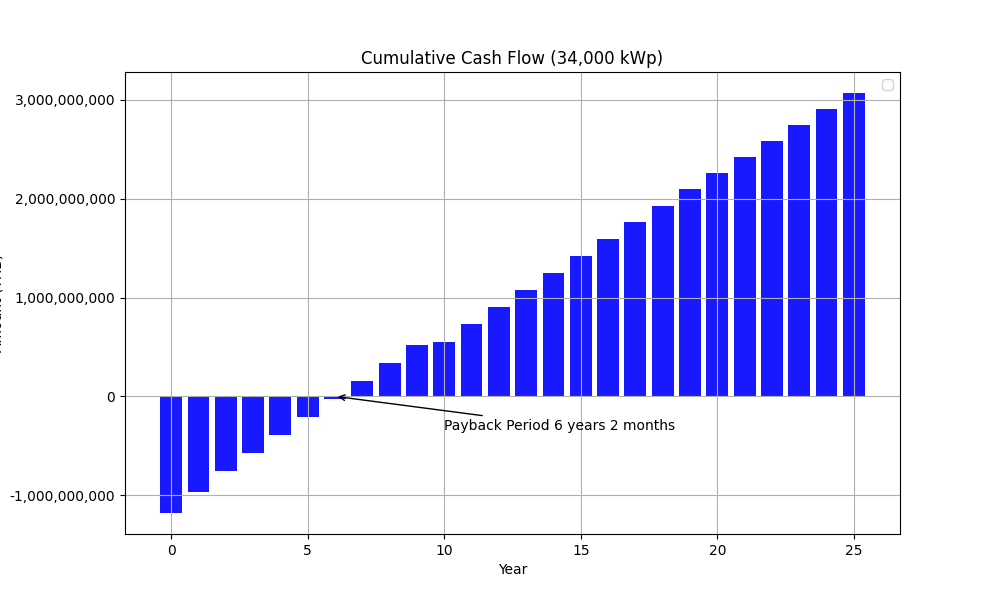 Cumulative Cash Flow (34,000 kWp)
3,000,000,000
2,000,000,000
1,000,000,000
0
-1,000,000,000
Payback Period 6 years 2 months
0 5 10 15 20 25
Year